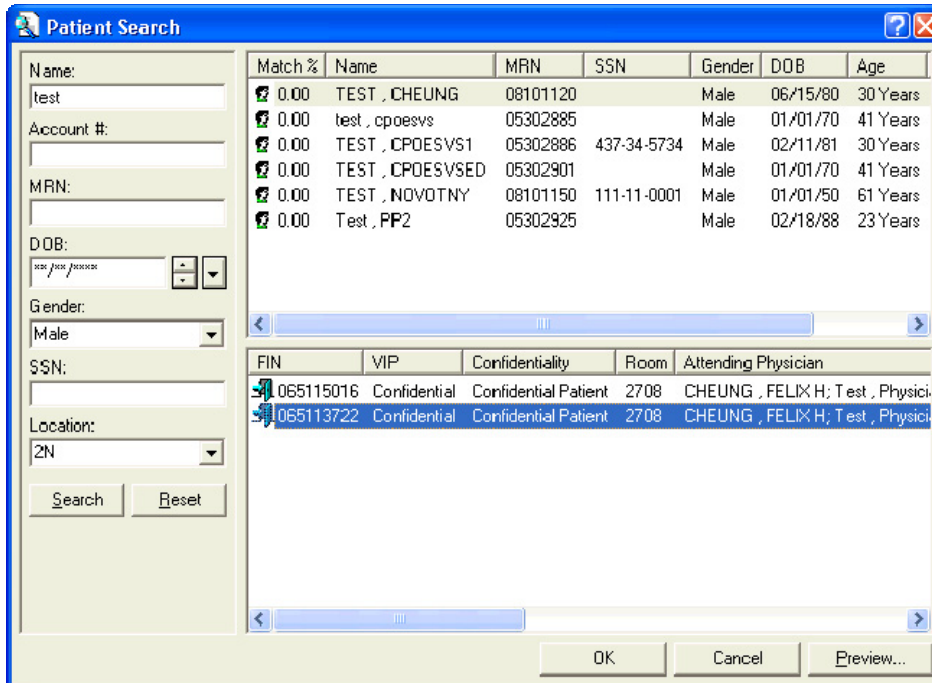 Patient Search
Name:
test
Account #:
MRN:
DOB:
**/**/****
Gender:
Male
SSN:
Location:
2N
Search Reset
Match % Name MRN SSN Gender DOB Age
0.00 TEST , CHEUNG 08101120 Male 06/15/80 30 Years
0.00 test , cpoesvs 05302885 Male 01/01/70 41 Years
0.00 TEST , CPOESVS1 05302886 437-34-5734 Male 02/11/81 30 Years
0.00 TEST , CPOESVSED 05302901 Male 01/01/70 41 Years
0.00 TEST , NOVOTNY 08101150 111-11-0001 Male 01/01/50 61 Years
0.00 Test , PP2 05302925 Male 02/18/88 23 Years
FIN VIP Confidentiality Room Attending Physician
065115016 Confidential Confidential Patient 2708 CHEUNG , FELIX H; Test , Physici
065113722 Confidential Confidential Patient 2708 CHEUNG , FELIX H; Test , Physici
OK Cancel Preview...